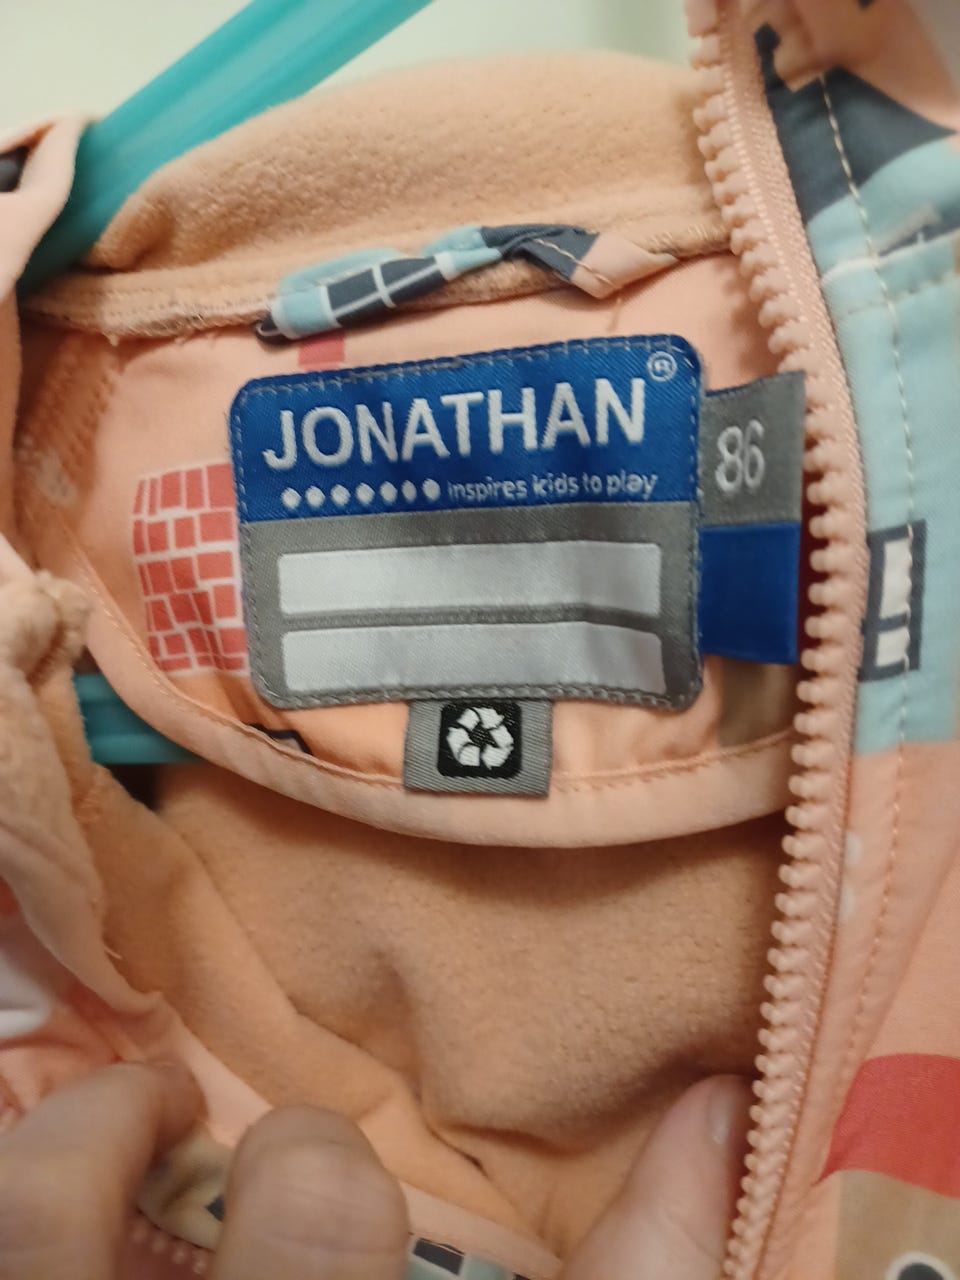 JONATHAN®
inspires kids to play
86